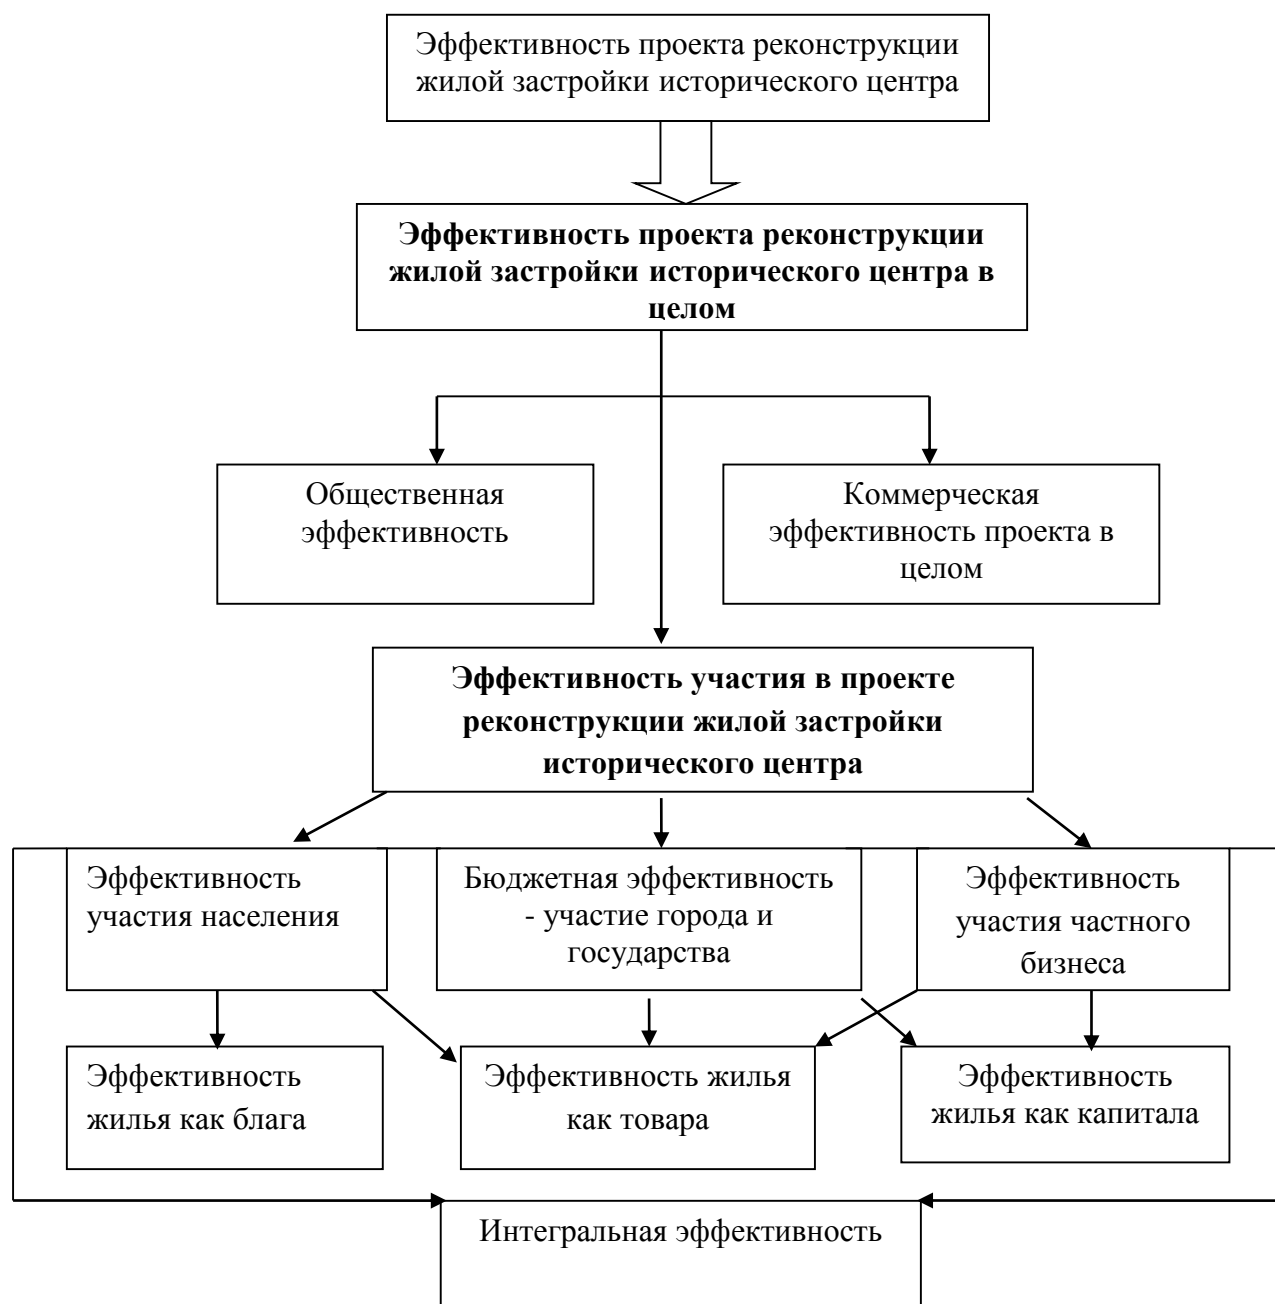 Эффективность проекта реконструкции
жилой застройки исторического центра
Эффективность проекта реконструкции
жилой застройки исторического центра в
целом
Общественная
эффективность
Коммерческая
эффективность проекта в
целом
Эффективность участия в проекте
реконструкции жилой застройки
исторического центра
Эффективность
участия населения
Бюджетная эффективность
- участие города и
государства
Эффективность
участия частного
бизнеса
Эффективность
жилья как блага
Эффективность жилья
как товара
Эффективность
жилья как капитала
Интегральная эффективность